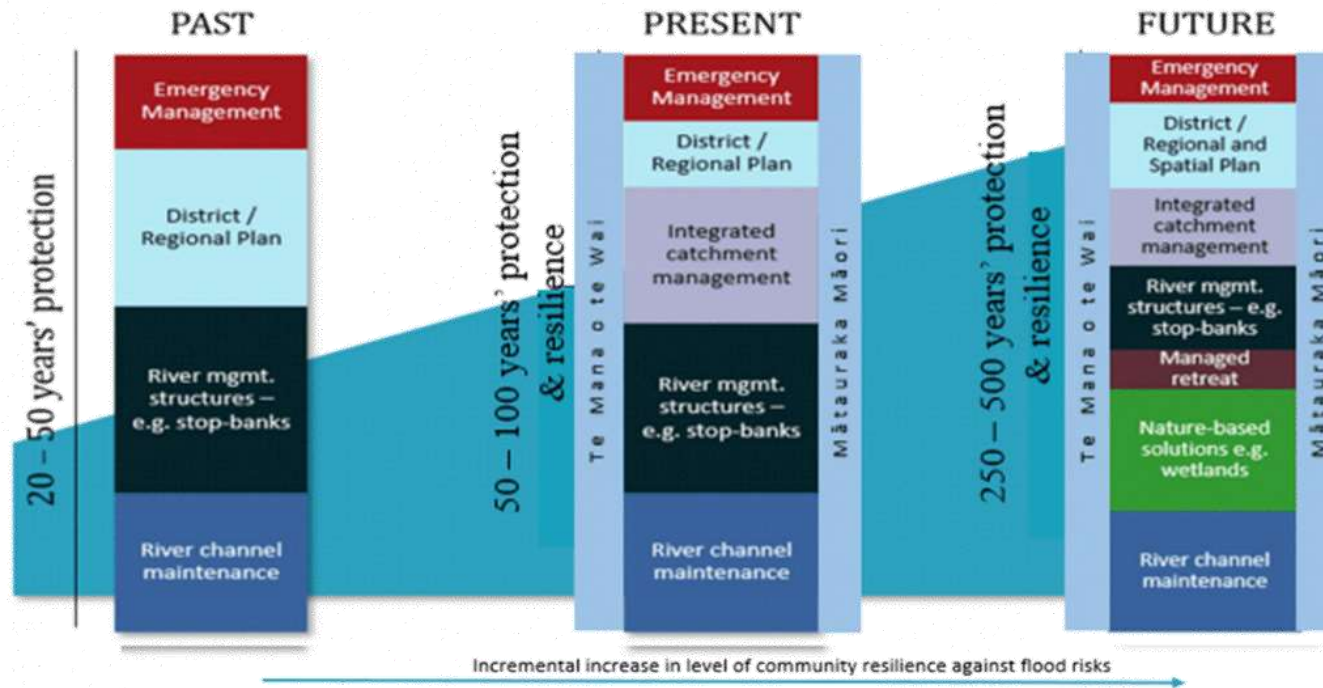 PAST
20 – 50 years’ protection
Emergency
Management
District /
Regional Plan
River mgmt.
structures –
e.g. stop-banks
River channel
maintenance
PRESENT
50 – 100 years’ protection
& resilience
Te Mana o te Wai
Emergency
Management
District /
Regional Plan
Integrated
catchment
management
River mgmt.
structures –
e.g. stop-banks
River channel
maintenance
Mātauraka Māori
FUTURE
250 – 500 years’ protection
& resilience
Te Mana o te Wai
Emergency
Management
District /
Regional and
Spatial Plan
Integrated
catchment
management
River mgmt.
structures – e.g.
stop-banks
Managed
retreat
Nature-based
solutions e.g.
wetlands
River channel
maintenance
Mātauraka Māori
Incremental increase in level of community resilience against flood risks